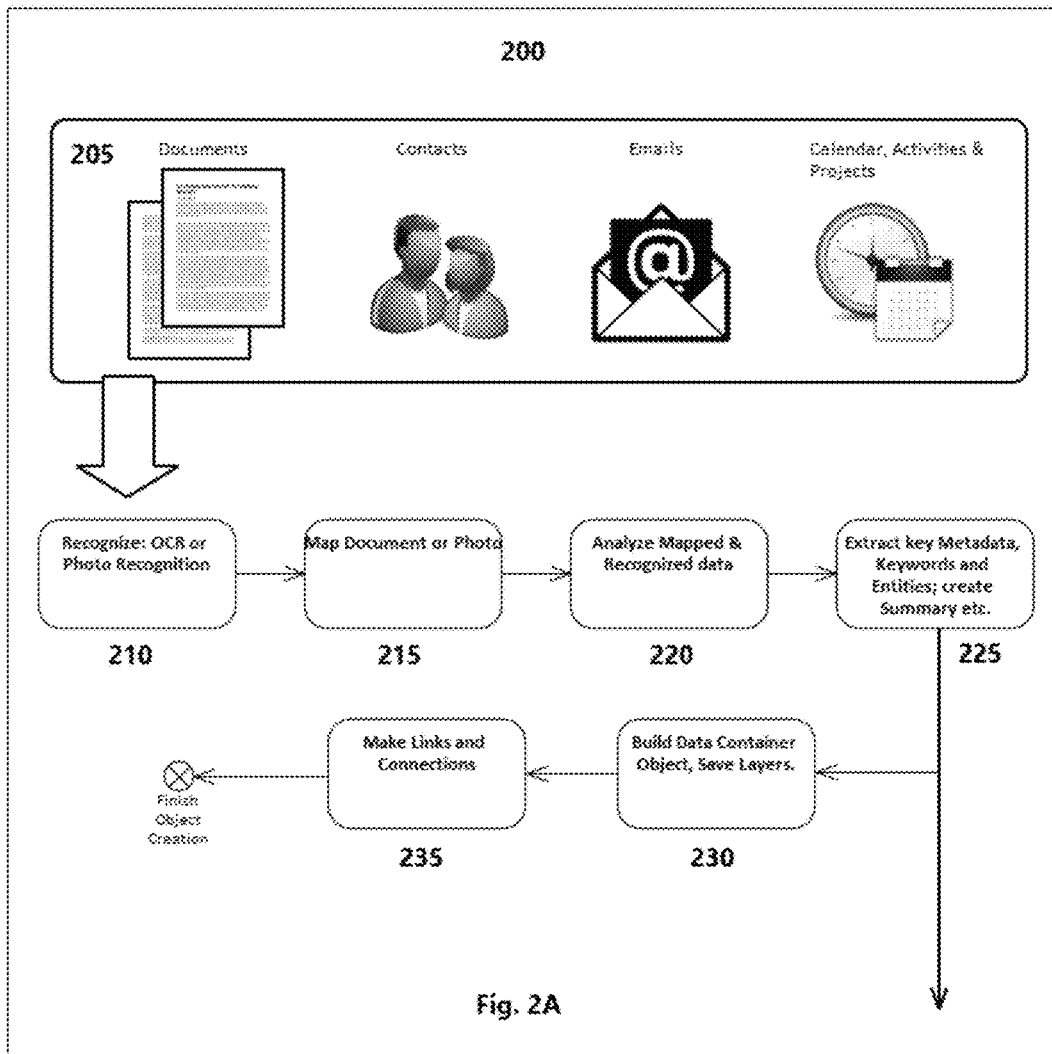 200
205
Documents
Contacts
Emails
Calendar, Activities &
Projects
@
Recognize: OCR or
Photo Recognition
Map Document or Photo
Analyze Mapped &
Recognized data
Extract key Metadata,
Keywords and
Entities; create
Summary etc.
210
215
220
225
Make Links and
Connections
Build Data Container
Object, Save Layers.
Finish
Object
Creation
235
230
Fig. 2A